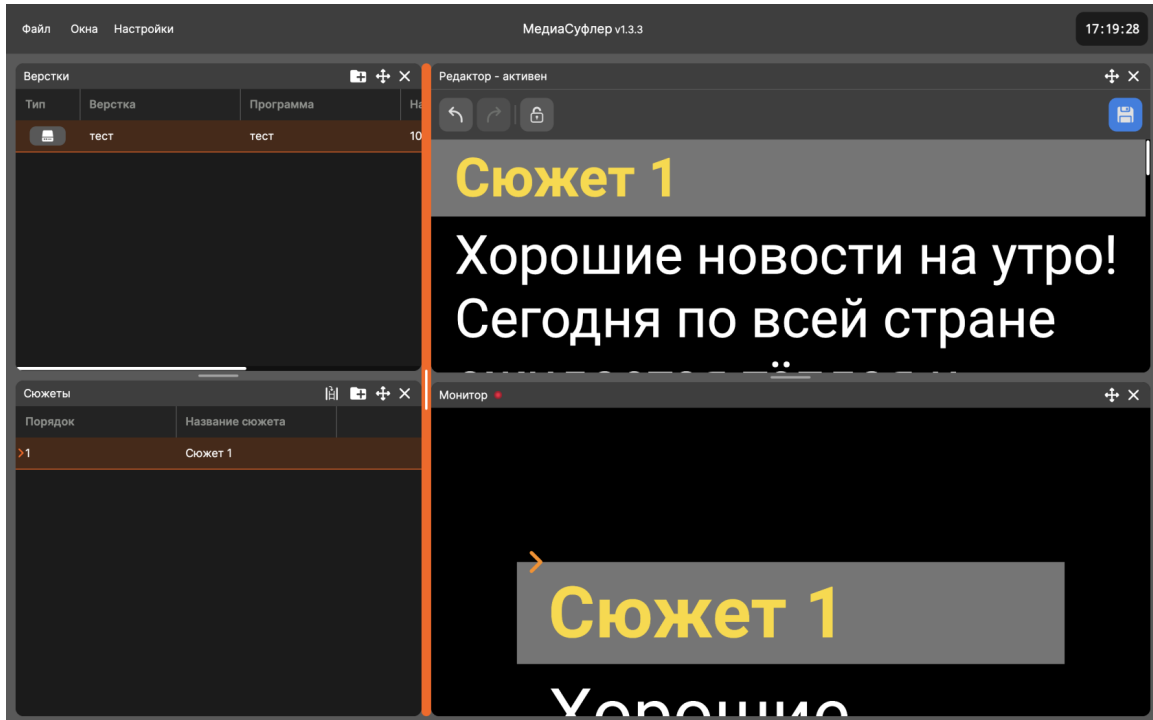 Файл Окна Настройки МедиаСуфлер v1.3.3 17:19:28
Верстки
Тип Верстка Программа
тест тест 10
Сюжеты
Порядок Название сюжета
1 Сюжет 1
Редактор - активен
Сюжет 1
Хорошие новости на утро!
Сегодня по всей стране
Монитор
Сюжет 1
Хорошие